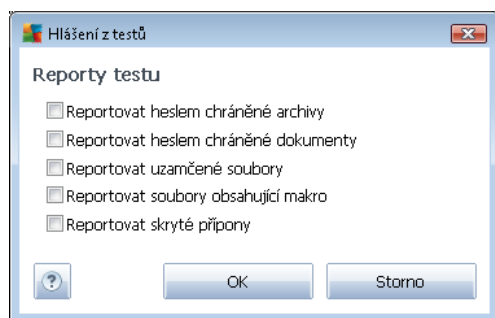 Hlášení z testů
Reporty testu
Reportovat heslem chráněné archivy
Reportovat heslem chráněné dokumenty
Reportovat uzamčené soubory
Reportovat soubory obsahující makro
Reportovat skryté přípony
?
OK
Storno